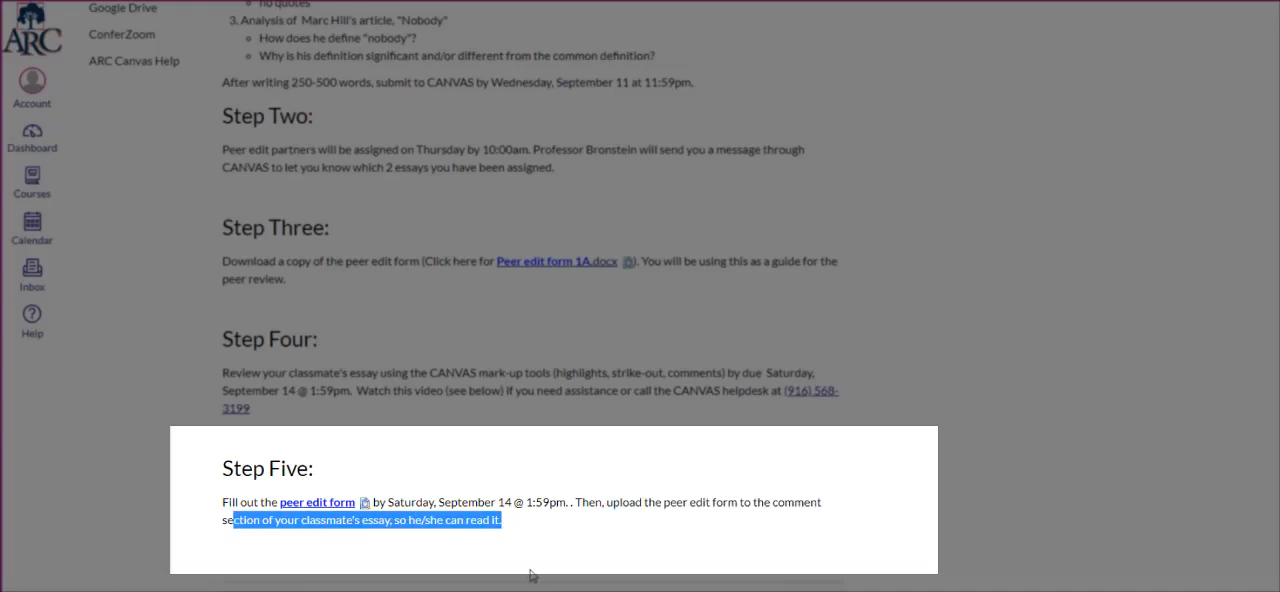 no quotes
Google Drive
3. Analysis of Marc Hill's article, "Nobody"
ARC
ConferZoom
How does he define "nobody"?
Why is his definition significant and/or different from the common definition?
ARC Canvas Help
After writing 250-500 words, submit to CANVAS by Wednesday, September 11 at 11:59pm.
Account
Step Two:
Dashboard
Peer edit partners will be assigned on Thursday by 10:00am. Professor Bronstein will send you a message through
CANVAS to let you know which 2 essays you have been assigned.
Courses
Step Three:
Calendar
Download a copy of the peer edit form (Click here for Peer edit form 1A.docx ). You will be using this as a guide for the
peer review.
Inbox
Help
Step Four:
Review your classmate's essay using the CANVAS mark-up tools (highlights, strike-out, comments) by due Saturday,
September 14 @ 1:59pm. Watch this video (see below) if you need assistance or call the CANVAS helpdesk at (916) 568-
3199
Step Five:
Fill out the peer edit form by Saturday, September 14 @ 1:59pm. . Then, upload the peer edit form to the comment
section of your classmate's essay, so he/she can read it.